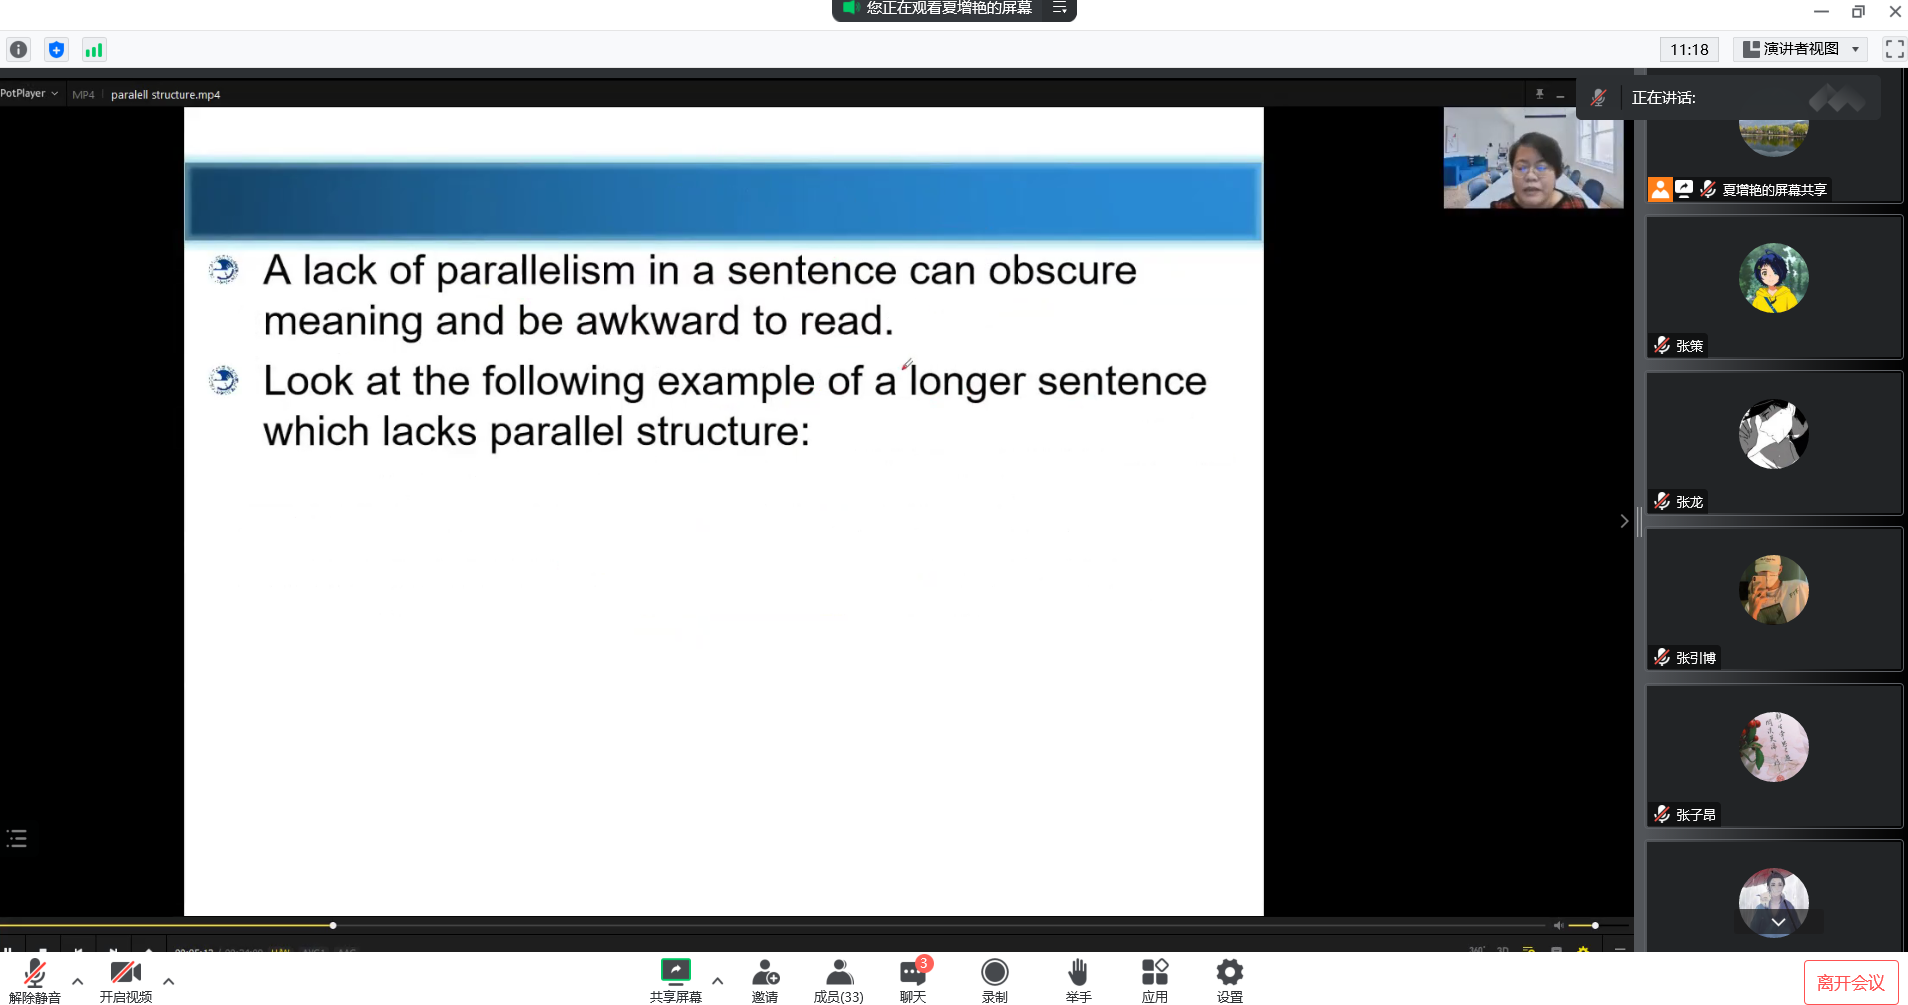 您正在观看夏增艳的屏幕
11:18
演讲者视图
PotPlayer
MP4
paralell structure.mp4
正在讲话:
夏增艳的屏幕共享
A lack of parallelism in a sentence can obscure
meaning and be awkward to read.
Look at the following example of a longer sentence
which lacks parallel structure:
张策
张龙
张引博
张子昂
解除静音
开启视频
共享屏幕
邀请
成员(33)
3
聊天
录制
举手
应用
设置
离开会议